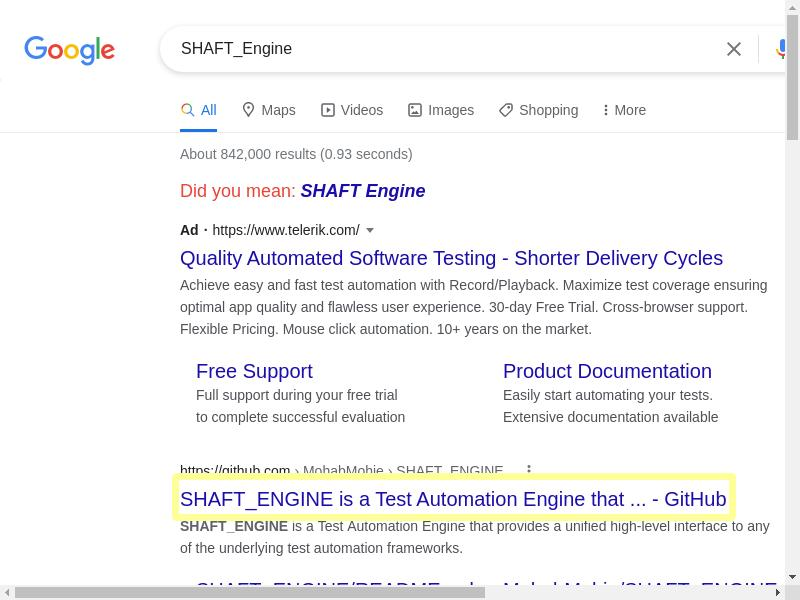 Google
SHAFT_Engine
All Maps Videos Images Shopping More
About 842,000 results (0.93 seconds)
Did you mean: SHAFT Engine
Ad · https://www.telerik.com/
Quality Automated Software Testing - Shorter Delivery Cycles
Achieve easy and fast test automation with Record/Playback. Maximize test coverage ensuring
optimal app quality and flawless user experience. 30-day Free Trial. Cross-browser support.
Flexible Pricing. Mouse click automation. 10+ years on the market.
Free Support
Full support during your free trial
to complete successful evaluation
Product Documentation
Easily start automating your tests.
Extensive documentation available
https://github.com › MohabMohie › SHAFT_ENGINE
SHAFT_ENGINE is a Test Automation Engine that ... - GitHub
SHAFT_ENGINE is a Test Automation Engine that provides a unified high-level interface to any
of the underlying test automation frameworks.